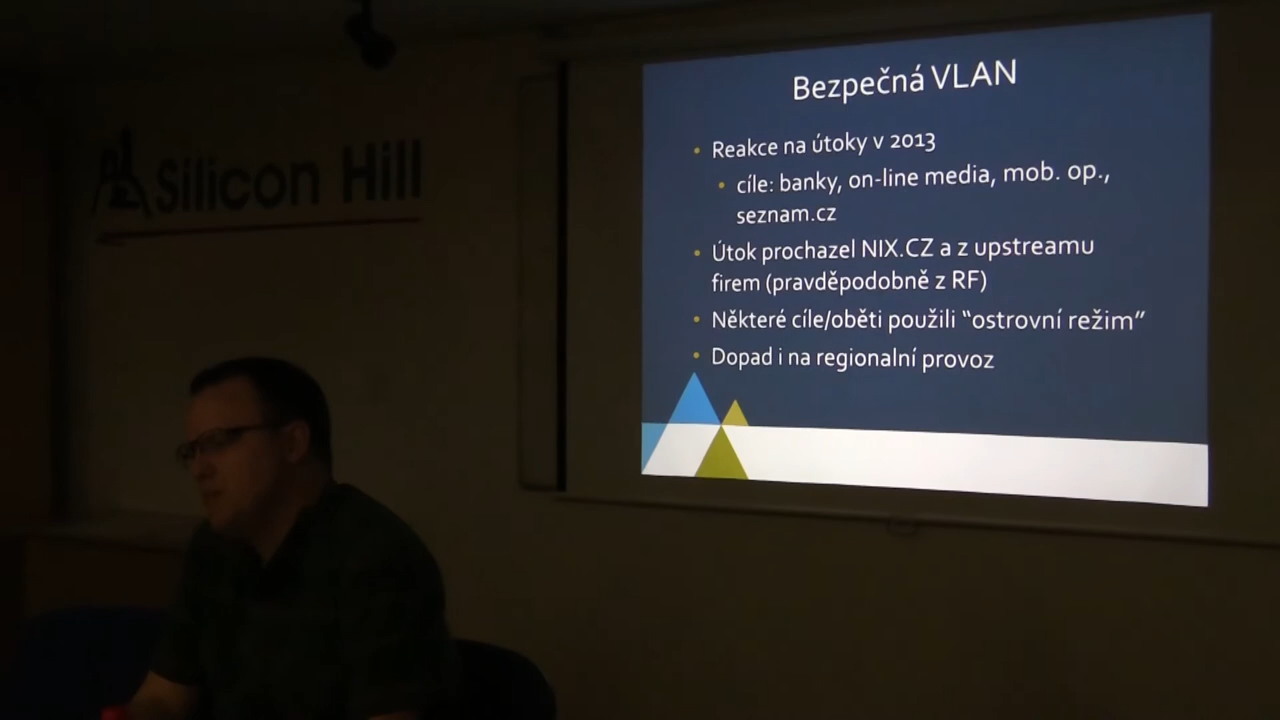 Silicon Hill
Bezpečná VLAN
Reakce na útoky v 2013
cíle: banky, on-line media, mob. op.,
seznam.cz
Útok prochazel NIX.CZ a z upstreamu
firem (pravděpodobně z RF)
Některé cíle/oběti použili “ostrovní režim”
Dopad i na regionalní provoz